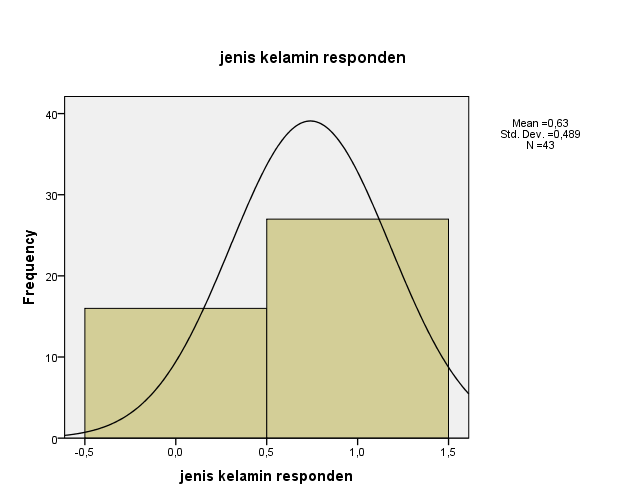 jenis kelamin responden
Mean =0,63
Std. Dev. =0,489
N =43
Frequency
40
30
20
10
0
-0,5
0,0
0,5
1,0
1,5
jenis kelamin responden